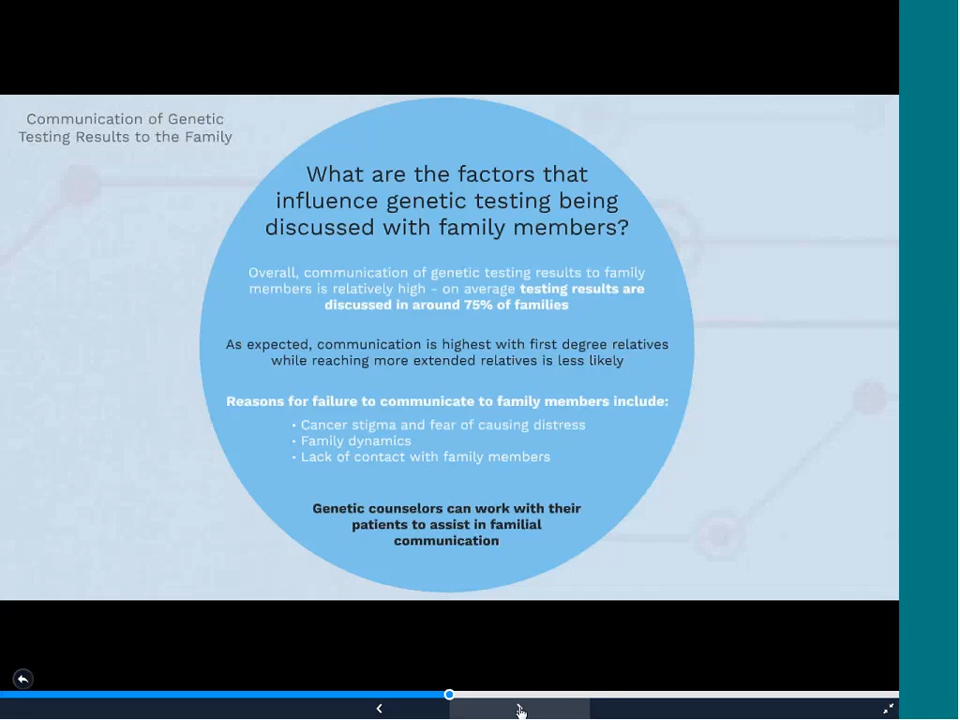 Communication of Genetic
Testing Results to the Family
What are the factors that
influence genetic testing being
discussed with family members?
Overall, communication of genetic testing results to family
members is relatively high - on average testing results are
discussed in around 75% of families
As expected, communication is highest with first degree relatives
while reaching more extended relatives is less likely
Reasons for failure to communicate to family members include:
• Cancer stigma and fear of causing distress
• Family dynamics
• Lack of contact with family members
Genetic counselors can work with their
patients to assist in familial
communication